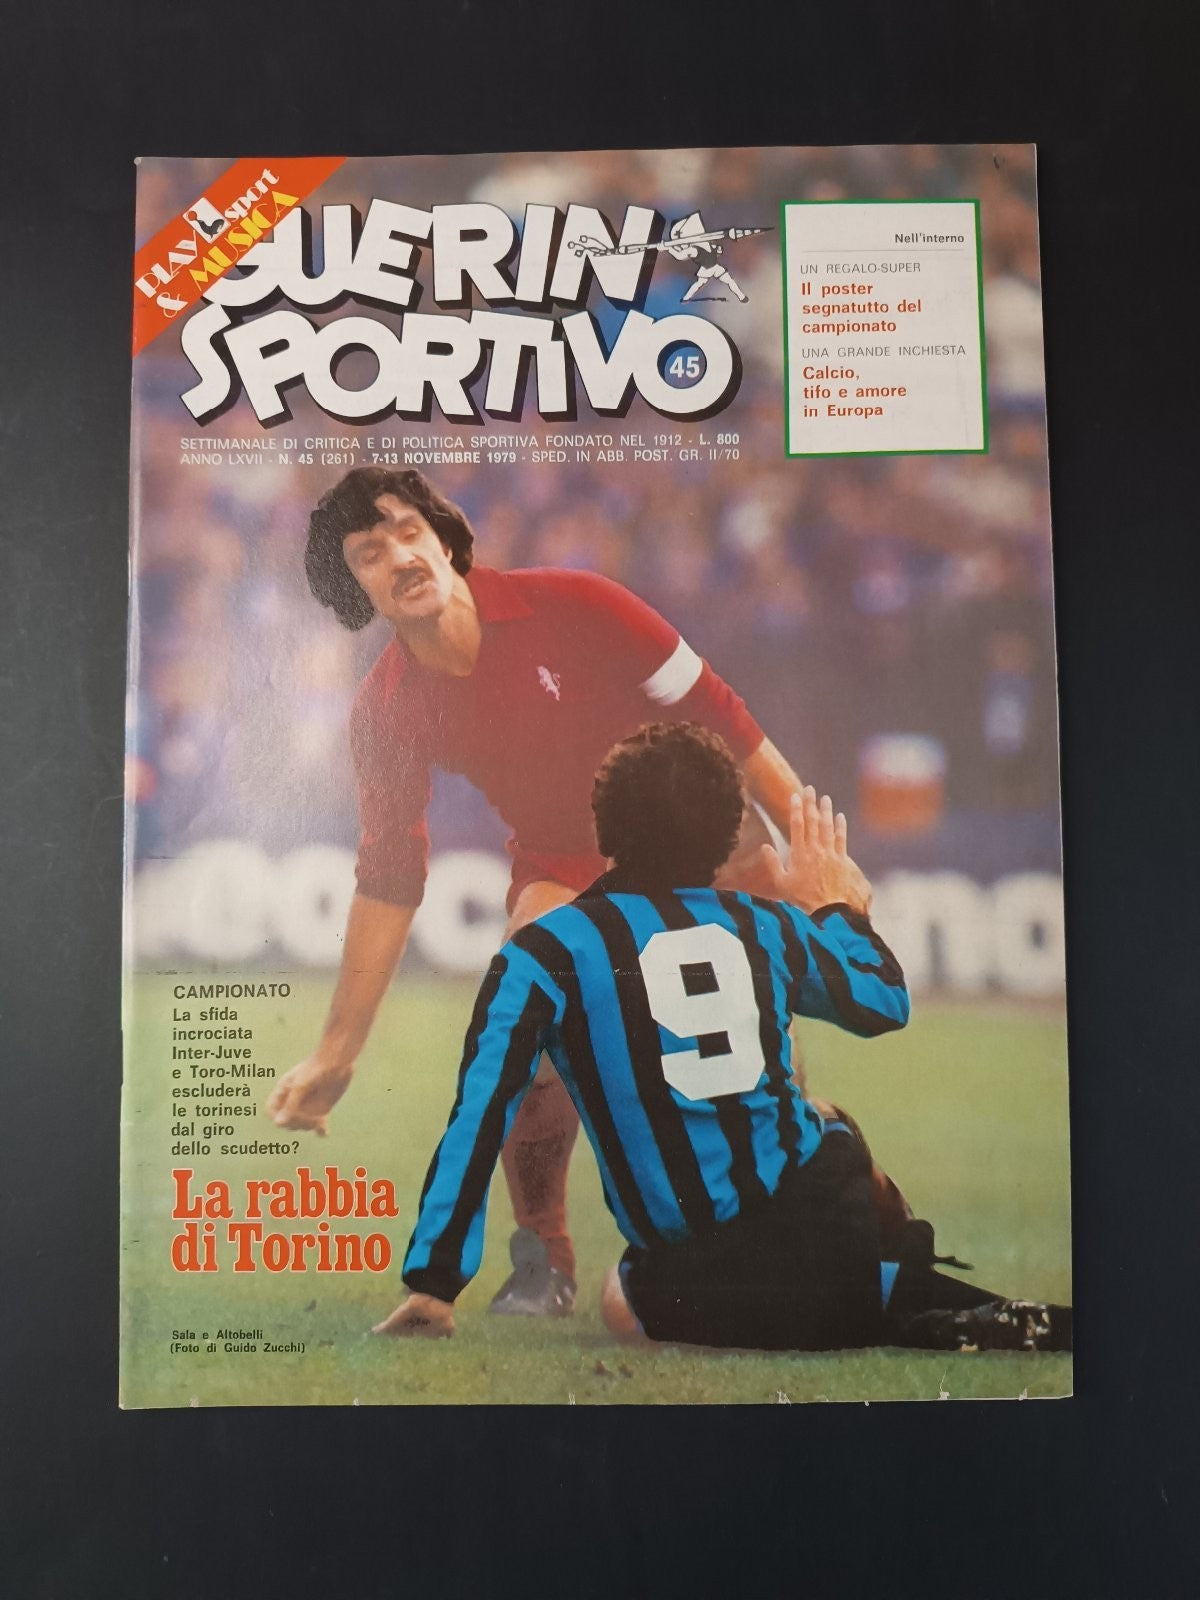 PLAY sport
& MUSICA
GUERIN
SPORTIVO
45
SETTIMANALE DI CRITICA E DI POLITICA SPORTIVA FONDATO NEL 1912 - L. 800
ANNO LXVII - N. 45 (261) - 7-13 NOVEMBRE 1979 - SPED. IN ABB. POST. GR. II/70
Nell'interno
UN REGALO-SUPER
Il poster
segnatutto del
campionato
UNA GRANDE INCHIESTA
Calcio,
tifo e amore
in Europa
9
CAMPIONATO
La sfida
incrociata
Inter-Juve
e Toro-Milan
escluderà
le torinesi
dal giro
dello scudetto?
La rabbia
di Torino
Sala e Altobelli
(Foto di Guido Zucchi)